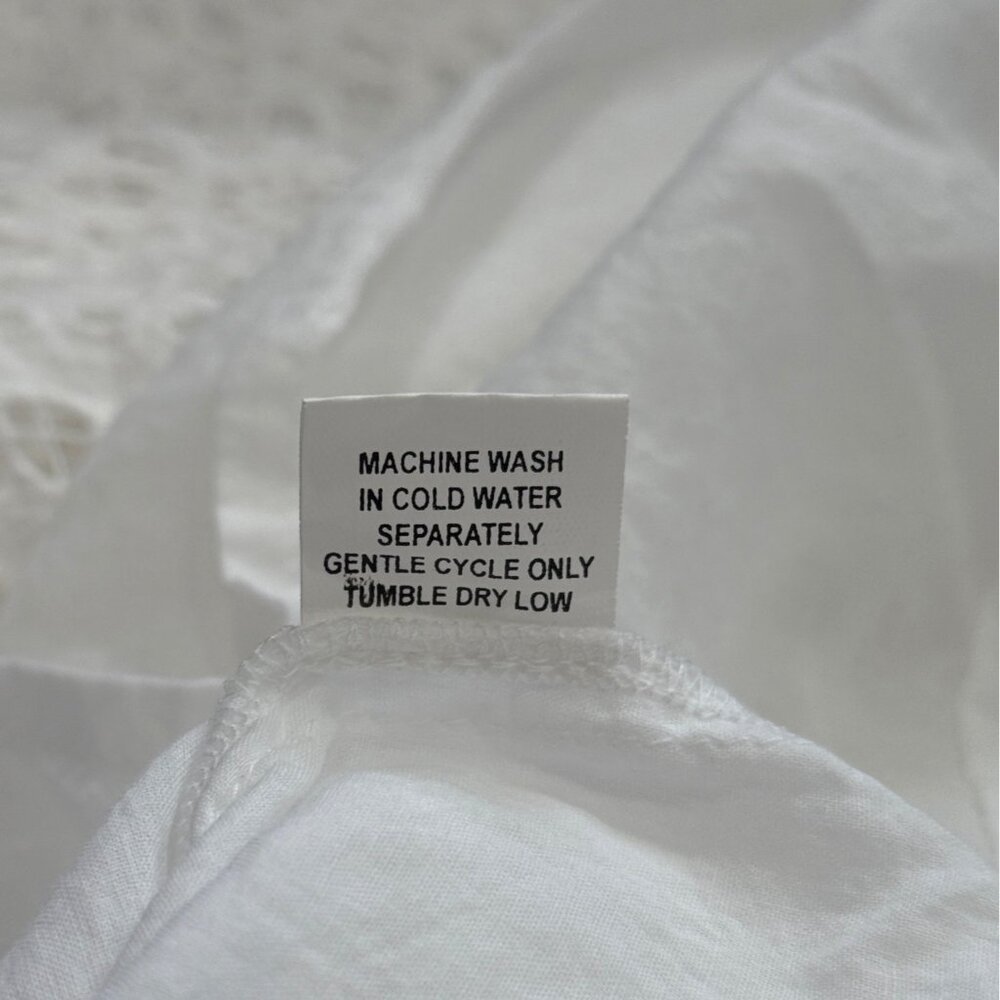 MACHINE WASH
IN COLD WATER
SEPARATELY
GENTLE CYCLE ONLY
TUMBLE DRY LOW